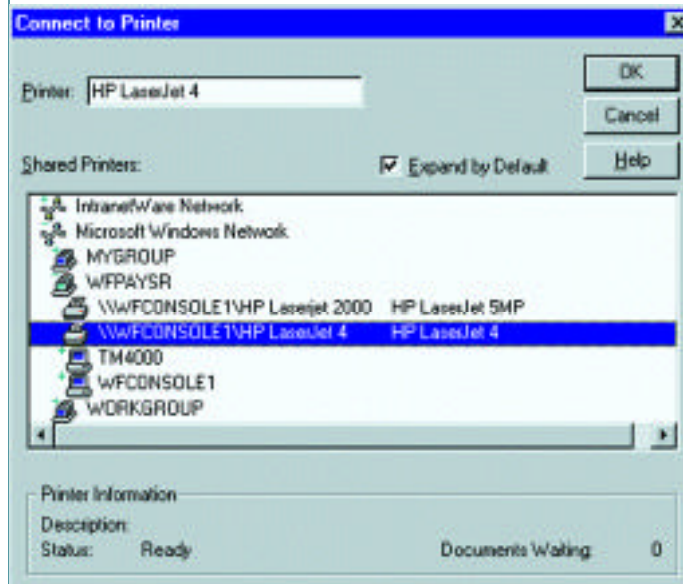 Connect to Printer
Printer: HP LaserJet 4
OK
Cancel
Shared Printers:
Expand by Default
Help
IntranetWare Network
Microsoft Windows Network
MYGROUP
WFPAYSR
\\WFCONSOLE1\HP Laserjet 2000 HP LaserJet 5MP
\\WFCONSOLE1\HP LaserJet 4 HP LaserJet 4
TM4000
WFCONSOLE1
WORKGROUP
Printer Information
Description:
Status: Ready Documents Waiting: 0